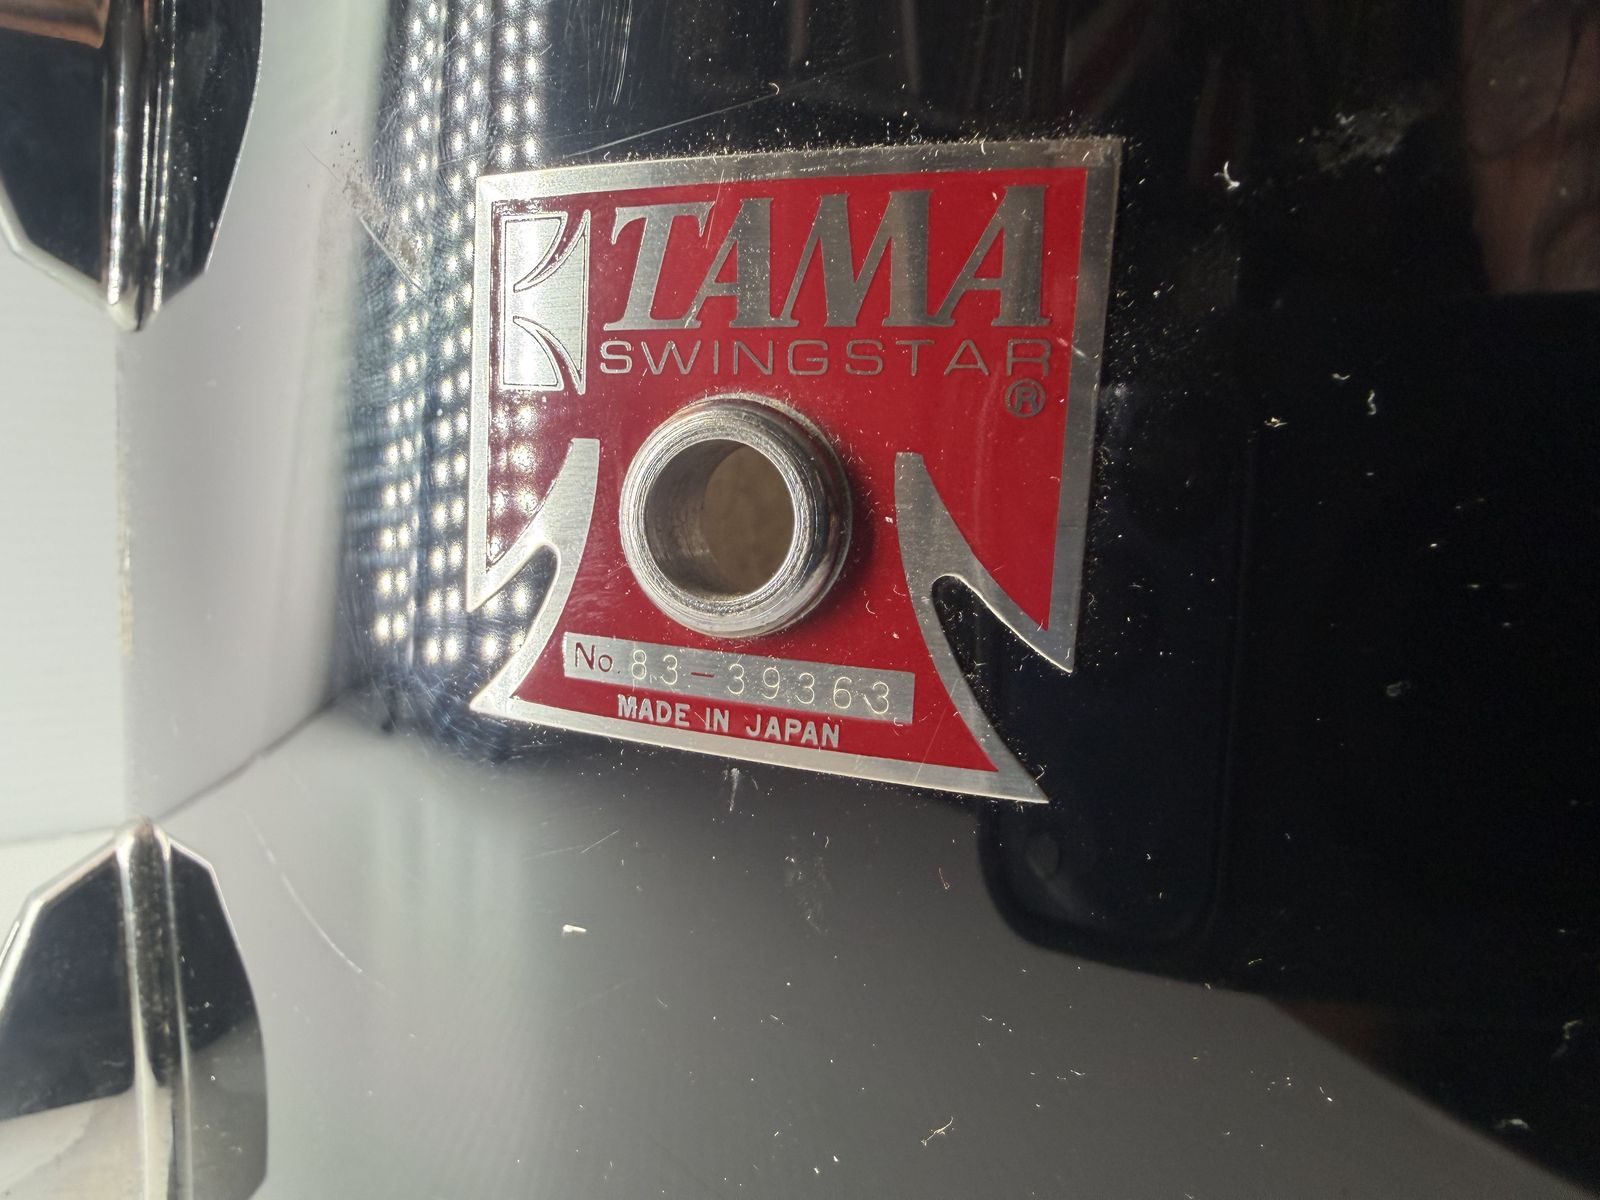 TAMA
SWINGSTAR
®
No. 83-39363
MADE IN JAPAN